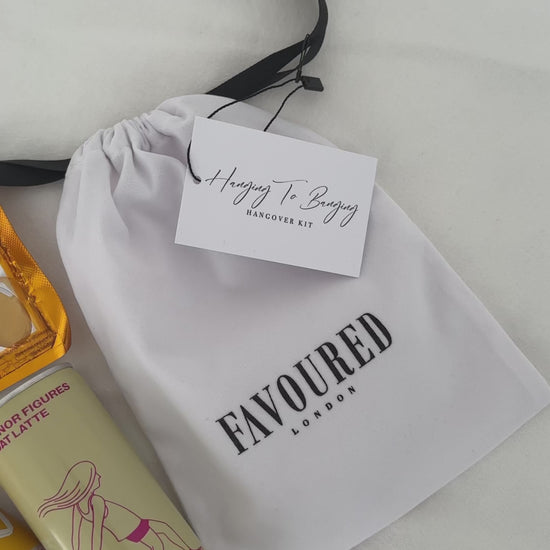 Hanging To Banging
HANGOVER KIT
FAVOURED
LONDON
NOR FIGURES
AT LATTE